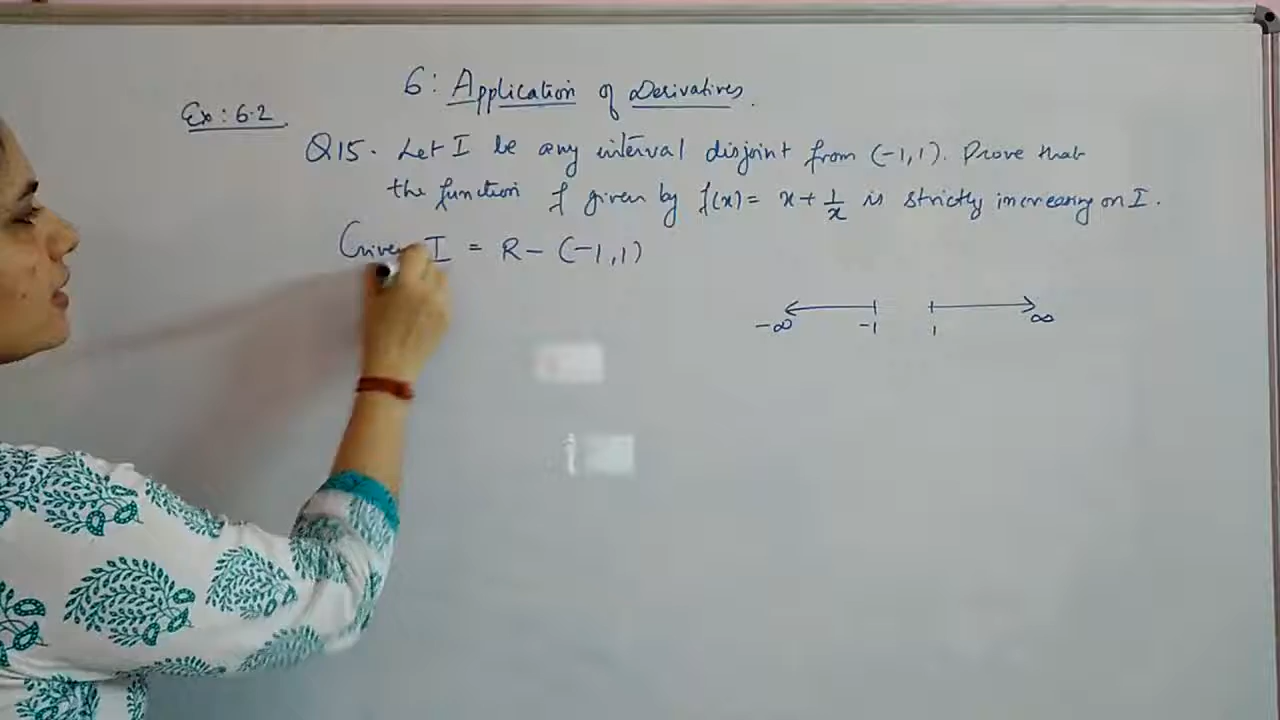 6: Application of Derivatives.
Ex: 6.2
Q15. Let I be any interval disjoint from (-1,1). Prove that
the function f given by f(x) = x + 1/x is strictly increasing on I.
Given I = R - (-1,1)
-∞ -1 1 ∞